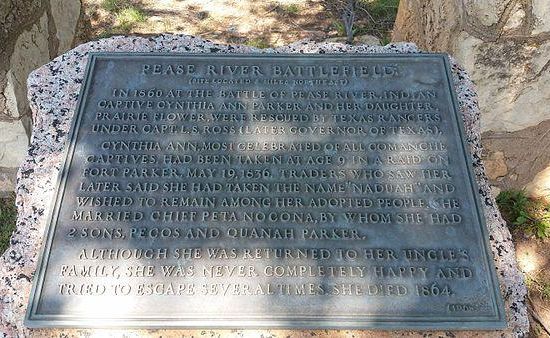 PEASE RIVER BATTLEFIELD
IN 1860 AT THE BATTLE OF PEASE RIVER, INDIAN
CAPTIVE CYNTHIA ANN PARKER AND HER DAUGHTER,
PRAIRIE FLOWER, WERE RESCUED BY TEXAS RANGERS
UNDER CAPT. L. S. ROSS (LATER GOVERNOR OF TEXAS).
CYNTHIA ANN, MOST CELEBRATED OF ALL COMANCHE
CAPTIVES, HAD BEEN TAKEN AT AGE 9 IN A RAID ON
FORT PARKER, MAY 19, 1836. TRADERS WHO SAW HER
LATER SAID SHE HAD TAKEN THE NAME "NADUAH" AND
WISHED TO REMAIN AMONG HER ADOPTED PEOPLE. SHE
MARRIED CHIEF PETA NOCONA, BY WHOM SHE HAD
2 SONS, PECOS AND QUANAH PARKER.
ALTHOUGH SHE WAS RETURNED TO HER UNCLE'S
FAMILY, SHE WAS NEVER COMPLETELY HAPPY AND
TRIED TO ESCAPE SEVERAL TIMES. SHE DIED 1864.